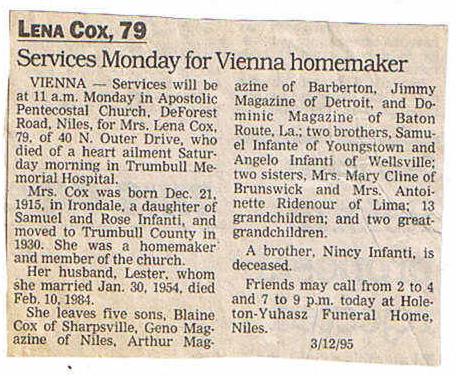 LENA COX, 79
Services Monday for Vienna homemaker
VIENNA — Services will be
at 11 a.m. Monday in Apostolic
Pentecostal Church, DeForest
Road, Niles, for Mrs. Lena Cox,
79, of 40 N. Outer Drive, who
died of a heart ailment Satur-
day morning in Trumbull Me-
morial Hospital.
Mrs. Cox was born Dec. 21,
1915, in Irondale, a daughter of
Samuel and Rose Infanti, and
moved to Trumbull County in
1930. She was a homemaker
and member of the church.
Her husband, Lester, whom
she married Jan. 30, 1954, died
Feb. 10, 1984.
She leaves five sons, Blaine
Cox of Sharpsville, Geno Mag-
azine of Niles, Arthur Mag-
azine of Barberton, Jimmy
Magazine of Detroit, and Do-
minic Magazine of Baton
Route, La.; two brothers, Samu-
el Infante of Youngstown and
Angelo Infanti of Wellsville;
two sisters, Mrs. Mary Cline of
Brunswick and Mrs. Antoi-
nette Ridenour of Lima; 13
grandchildren; and two great-
grandchildren.
A brother, Nincy Infanti, is
deceased.
Friends may call from 2 to 4
and 7 to 9 p.m. today at Hole-
ton-Yuhasz Funeral Home,
Niles.
3/12/95